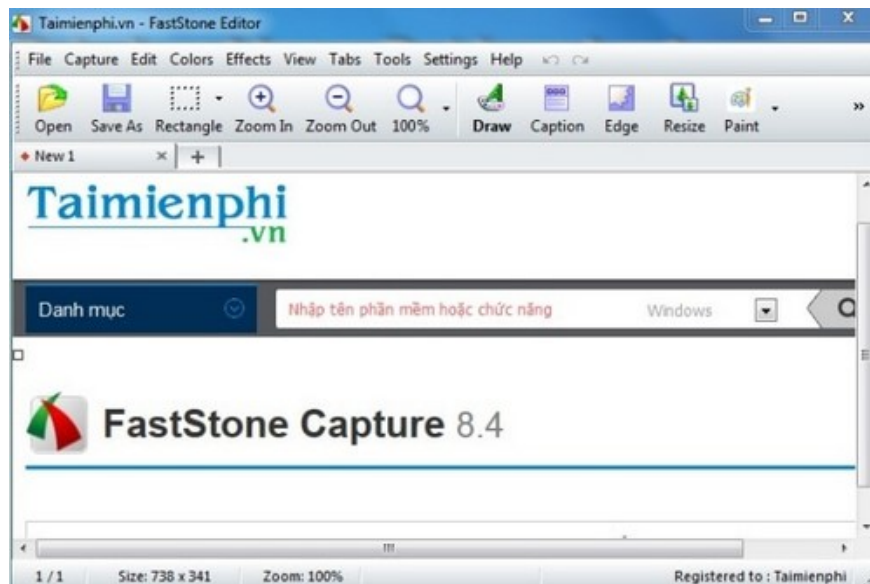 Taimienphi.vn - FastStone Editor
File Capture Edit Colors Effects View Tabs Tools Settings Help
Open Save As Rectangle Zoom In Zoom Out 100% Draw Caption Edge Resize Paint
New 1
Taimienphi
.vn
Danh mục Nhập tên phần mềm hoặc chức năng Windows
FastStone Capture 8.4
1 / 1 Size: 738 x 341 Zoom: 100% Registered to : Taimienphi